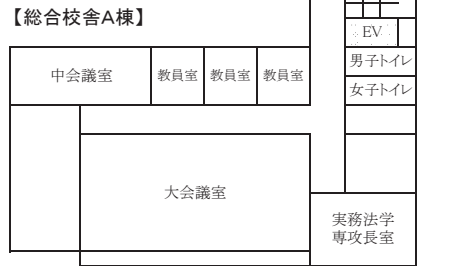 【総合校舎A棟】
EV
男子トイレ
女子トイレ
中会議室
教員室
教員室
教員室
大会議室
実務法学
専攻長室